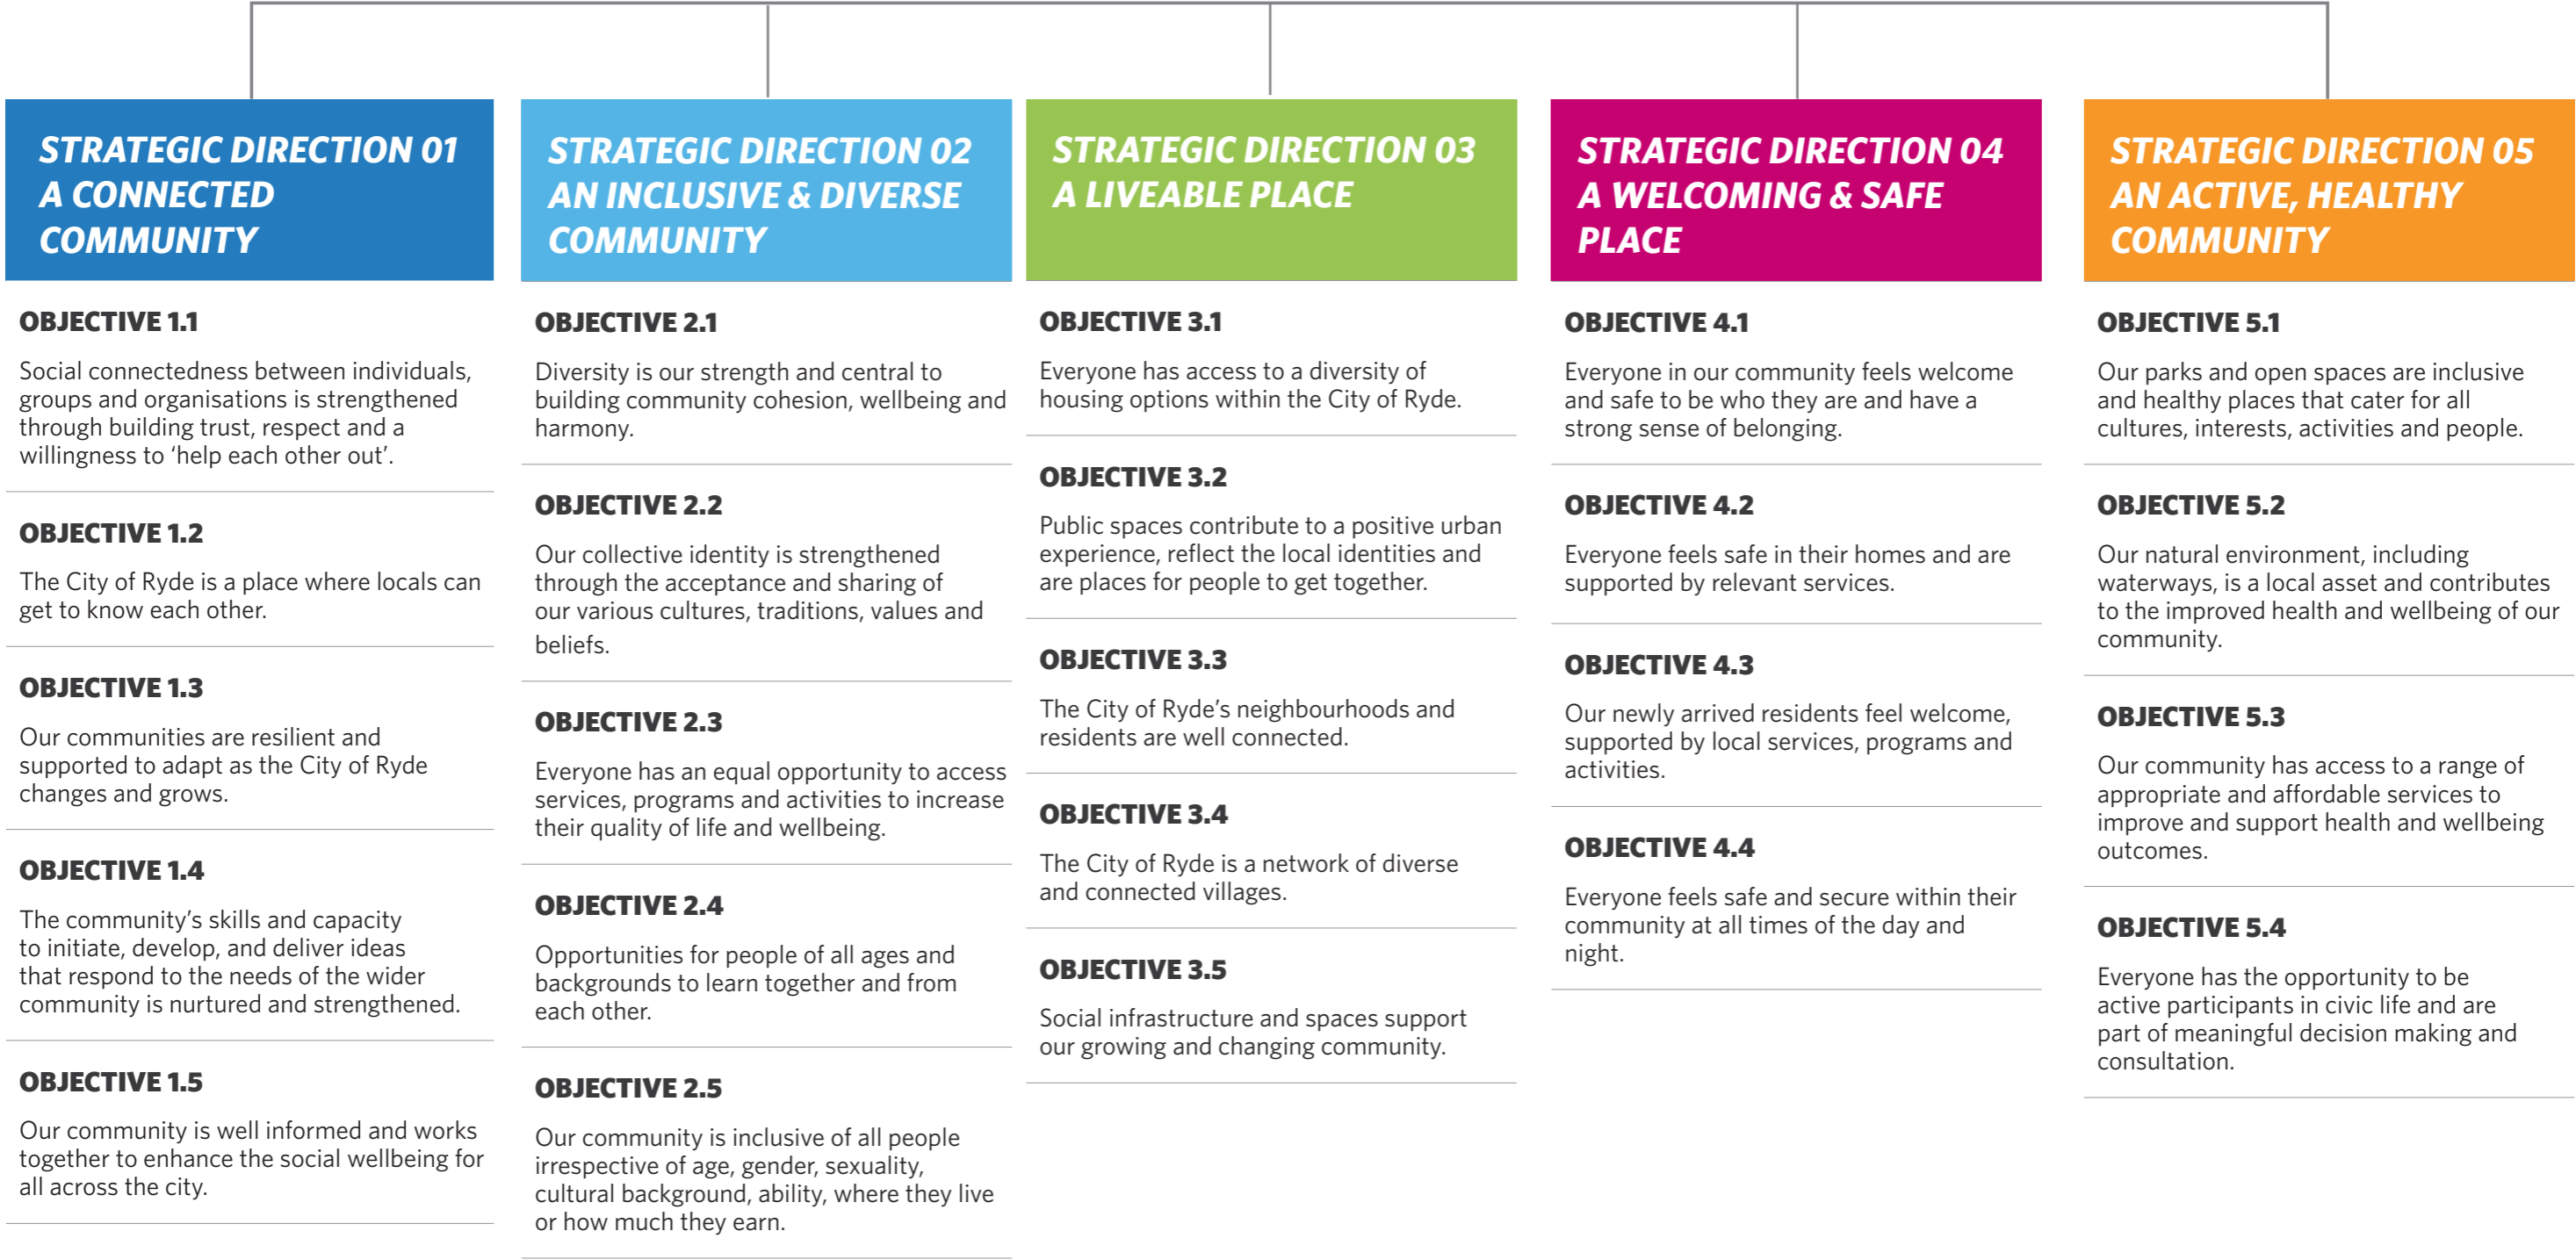 STRATEGIC DIRECTION 01
A CONNECTED
COMMUNITY
OBJECTIVE 1.1
Social connectedness between individuals,
groups and organisations is strengthened
through building trust, respect and a
willingness to ‘help each other out’.
OBJECTIVE 1.2
The City of Ryde is a place where locals can
get to know each other.
OBJECTIVE 1.3
Our communities are resilient and
supported to adapt as the City of Ryde
changes and grows.
OBJECTIVE 1.4
The community’s skills and capacity
to initiate, develop, and deliver ideas
that respond to the needs of the wider
community is nurtured and strengthened.
OBJECTIVE 1.5
Our community is well informed and works
together to enhance the social wellbeing for
all across the city.
STRATEGIC DIRECTION 02
AN INCLUSIVE & DIVERSE
COMMUNITY
OBJECTIVE 2.1
Diversity is our strength and central to
building community cohesion, wellbeing and
harmony.
OBJECTIVE 2.2
Our collective identity is strengthened
through the acceptance and sharing of
our various cultures, traditions, values and
beliefs.
OBJECTIVE 2.3
Everyone has an equal opportunity to access
services, programs and activities to increase
their quality of life and wellbeing.
OBJECTIVE 2.4
Opportunities for people of all ages and
backgrounds to learn together and from
each other.
OBJECTIVE 2.5
Our community is inclusive of all people
irrespective of age, gender, sexuality,
cultural background, ability, where they live
or how much they earn.
STRATEGIC DIRECTION 03
A LIVEABLE PLACE
OBJECTIVE 3.1
Everyone has access to a diversity of
housing options within the City of Ryde.
OBJECTIVE 3.2
Public spaces contribute to a positive urban
experience, reflect the local identities and
are places for people to get together.
OBJECTIVE 3.3
The City of Ryde’s neighbourhoods and
residents are well connected.
OBJECTIVE 3.4
The City of Ryde is a network of diverse
and connected villages.
OBJECTIVE 3.5
Social infrastructure and spaces support
our growing and changing community.
STRATEGIC DIRECTION 04
A WELCOMING & SAFE
PLACE
OBJECTIVE 4.1
Everyone in our community feels welcome
and safe to be who they are and have a
strong sense of belonging.
OBJECTIVE 4.2
Everyone feels safe in their homes and are
supported by relevant services.
OBJECTIVE 4.3
Our newly arrived residents feel welcome,
supported by local services, programs and
activities.
OBJECTIVE 4.4
Everyone feels safe and secure within their
community at all times of the day and
night.
STRATEGIC DIRECTION 05
AN ACTIVE, HEALTHY
COMMUNITY
OBJECTIVE 5.1
Our parks and open spaces are inclusive
and healthy places that cater for all
cultures, interests, activities and people.
OBJECTIVE 5.2
Our natural environment, including
waterways, is a local asset and contributes
to the improved health and wellbeing of our
community.
OBJECTIVE 5.3
Our community has access to a range of
appropriate and affordable services to
improve and support health and wellbeing
outcomes.
OBJECTIVE 5.4
Everyone has the opportunity to be
active participants in civic life and are
part of meaningful decision making and
consultation.